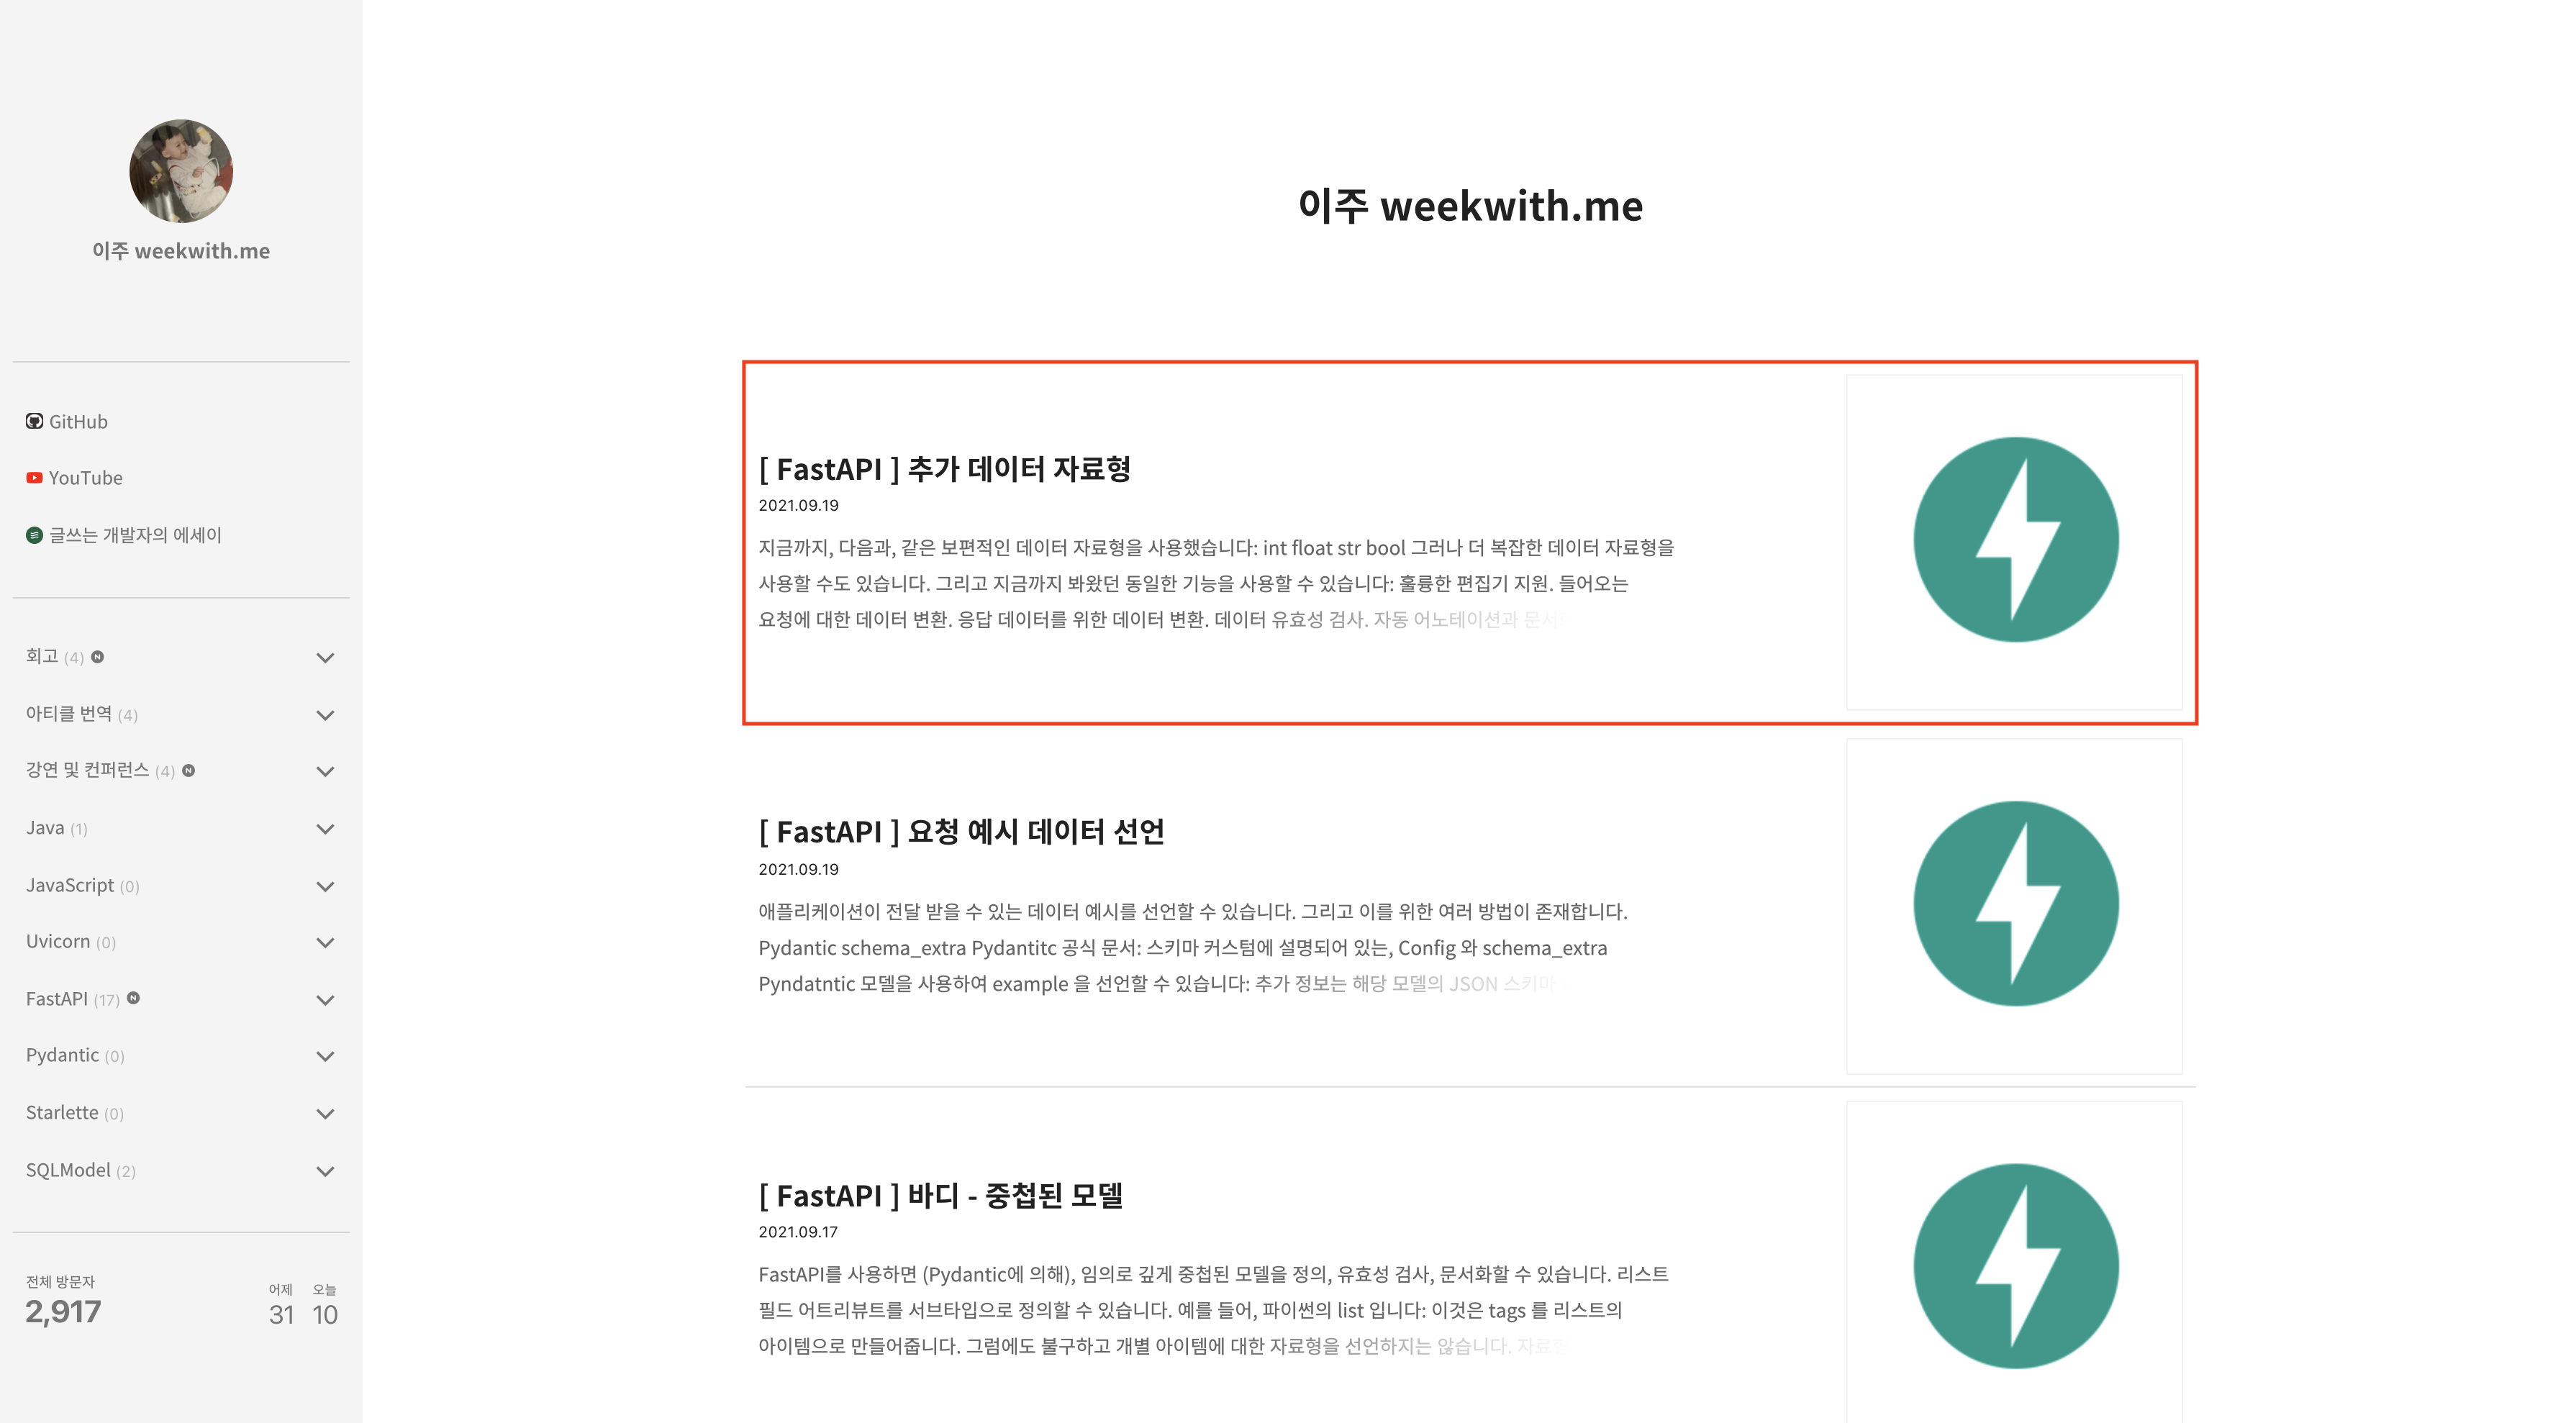 이주 weekwith.me
GitHub
YouTube
글쓰는 개발자의 에세이
회고 (4) N
아티클 번역 (4)
강연 및 컨퍼런스 (4) N
Java (1)
JavaScript (0)
Uvicorn (0)
FastAPI (17) N
Pydantic (0)
Starlette (0)
SQLModel (2)
전체 방문자
2,917
어제 오늘
31 10
이주 weekwith.me
[ FastAPI ] 추가 데이터 자료형
2021.09.19
지금까지, 다음과, 같은 보편적인 데이터 자료형을 사용했습니다: int float str bool 그러나 더 복잡한 데이터 자료형을
사용할 수도 있습니다. 그리고 지금까지 봐왔던 동일한 기능을 사용할 수 있습니다: 훌륭한 편집기 지원. 들어오는
요청에 대한 데이터 변환. 응답 데이터를 위한 데이터 변환. 데이터 유효성 검사. 자동 어노테이션과 문서
[ FastAPI ] 요청 예시 데이터 선언
2021.09.19
애플리케이션이 전달 받을 수 있는 데이터 예시를 선언할 수 있습니다. 그리고 이를 위한 여러 방법이 존재합니다.
Pydantic schema_extra Pydantitc 공식 문서: 스키마 커스텀에 설명되어 있는, Config 와 schema_extra
Pyndatntic 모델을 사용하여 example 을 선언할 수 있습니다: 추가 정보는 해당 모델의 JSON 스키마
[ FastAPI ] 바디 - 중첩된 모델
2021.09.17
FastAPI를 사용하면 (Pydantic에 의해), 임의로 깊게 중첩된 모델을 정의, 유효성 검사, 문서화할 수 있습니다. 리스트
필드 어트리뷰트를 서브타입으로 정의할 수 있습니다. 예를 들어, 파이썬의 list 입니다: 이것은 tags 를 리스트의
아이템으로 만들어줍니다. 그럼에도 불구하고 개별 아이템에 대한 자료형을 선언하지는 않습니다.